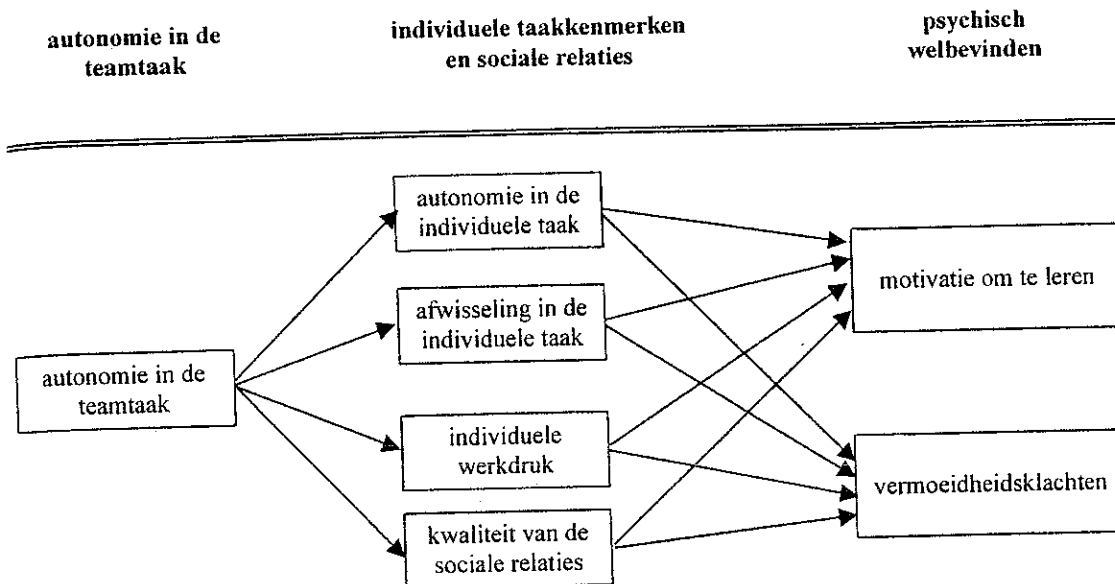 autonomie in de
teamtaak
individuele taakkenmerken
en sociale relaties
psychisch
welbevinden
autonomie in de
teamtaak
autonomie in de
individuele taak
afwisseling in de
individuele taak
individuele
werkdruk
kwaliteit van de
sociale relaties
motivatie om te leren
vermoeidheidsklachten